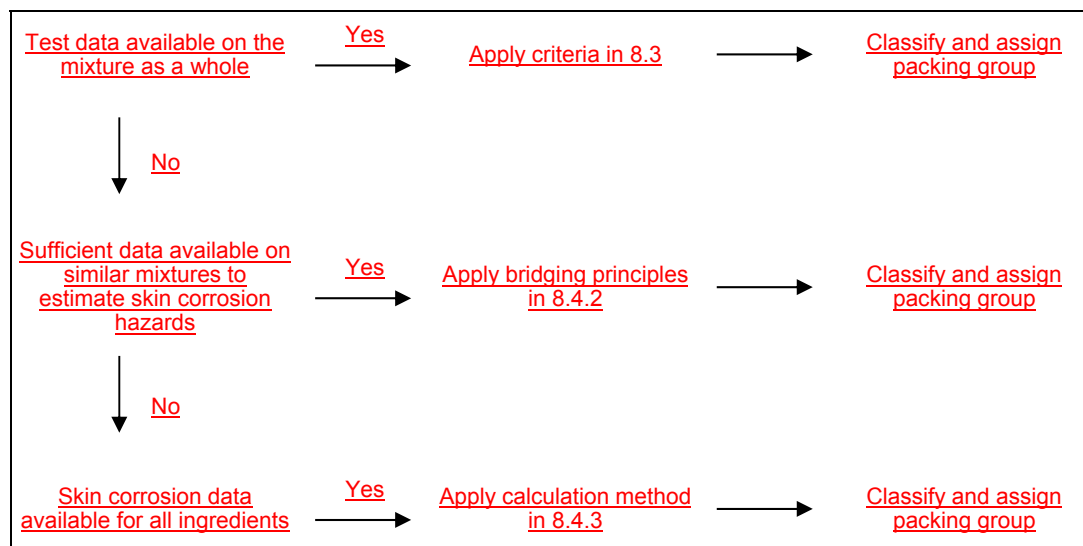 Test data available on the
mixture as a whole
Yes
Apply criteria in 8.3
Classify and assign
packing group
No
Sufficient data available on
similar mixtures to
estimate skin corrosion
hazards
Yes
Apply bridging principles
in 8.4.2
Classify and assign
packing group
No
Skin corrosion data
available for all ingredients
Yes
Apply calculation method
in 8.4.3
Classify and assign
packing group